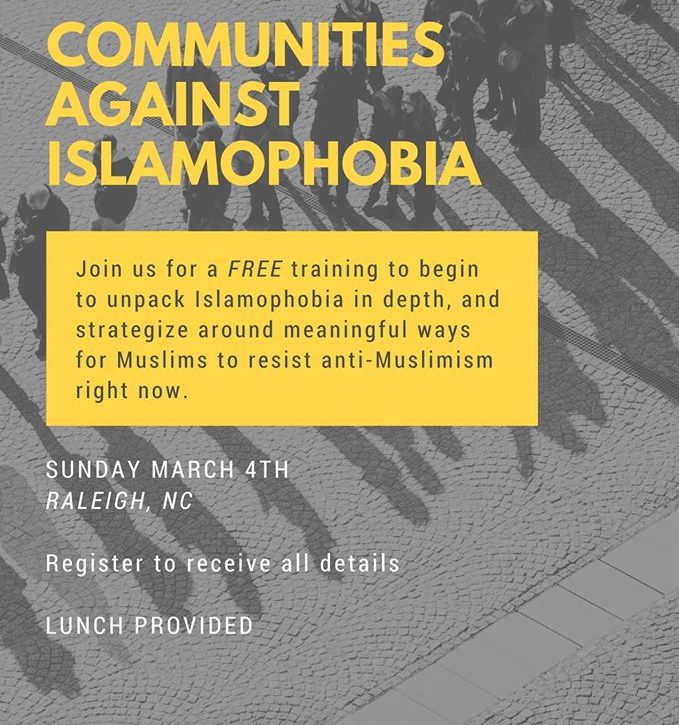 COMMUNITIES
AGAINST
ISLAMOPHOBIA
Join us for a FREE training to begin
to unpack Islamophobia in depth, and
strategize around meaningful ways
for Muslims to resist anti-Muslimism
right now.
SUNDAY MARCH 4TH
RALEIGH, NC
Register to receive all details
LUNCH PROVIDED